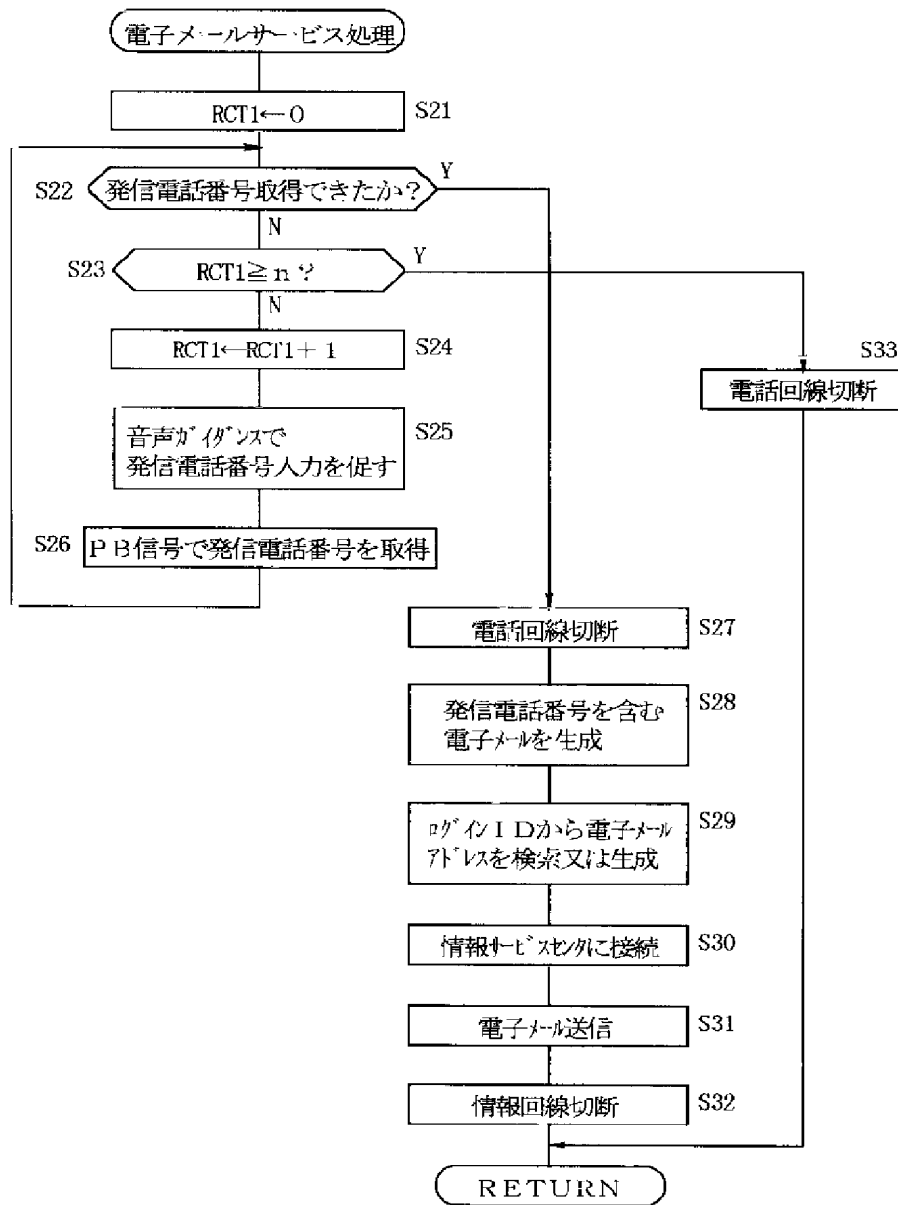 電子メールサービス処理
RCT1←0
S21
S22
発信電話番号取得できたか?
Y
N
S23
RCT1≧n?
Y
N
RCT1←RCT1+1
S24
音声ガイダンスで
発信電話番号入力を促す
S25
S26
PB信号で発信電話番号を取得
S33
電話回線切断
電話回線切断
S27
発信電話番号を含む
電子メールを生成
S28
ログインIDから電子メール
アドレスを検索又は生成
S29
情報サービスセンタに接続
S30
電子メール送信
S31
情報回線切断
S32
RETURN